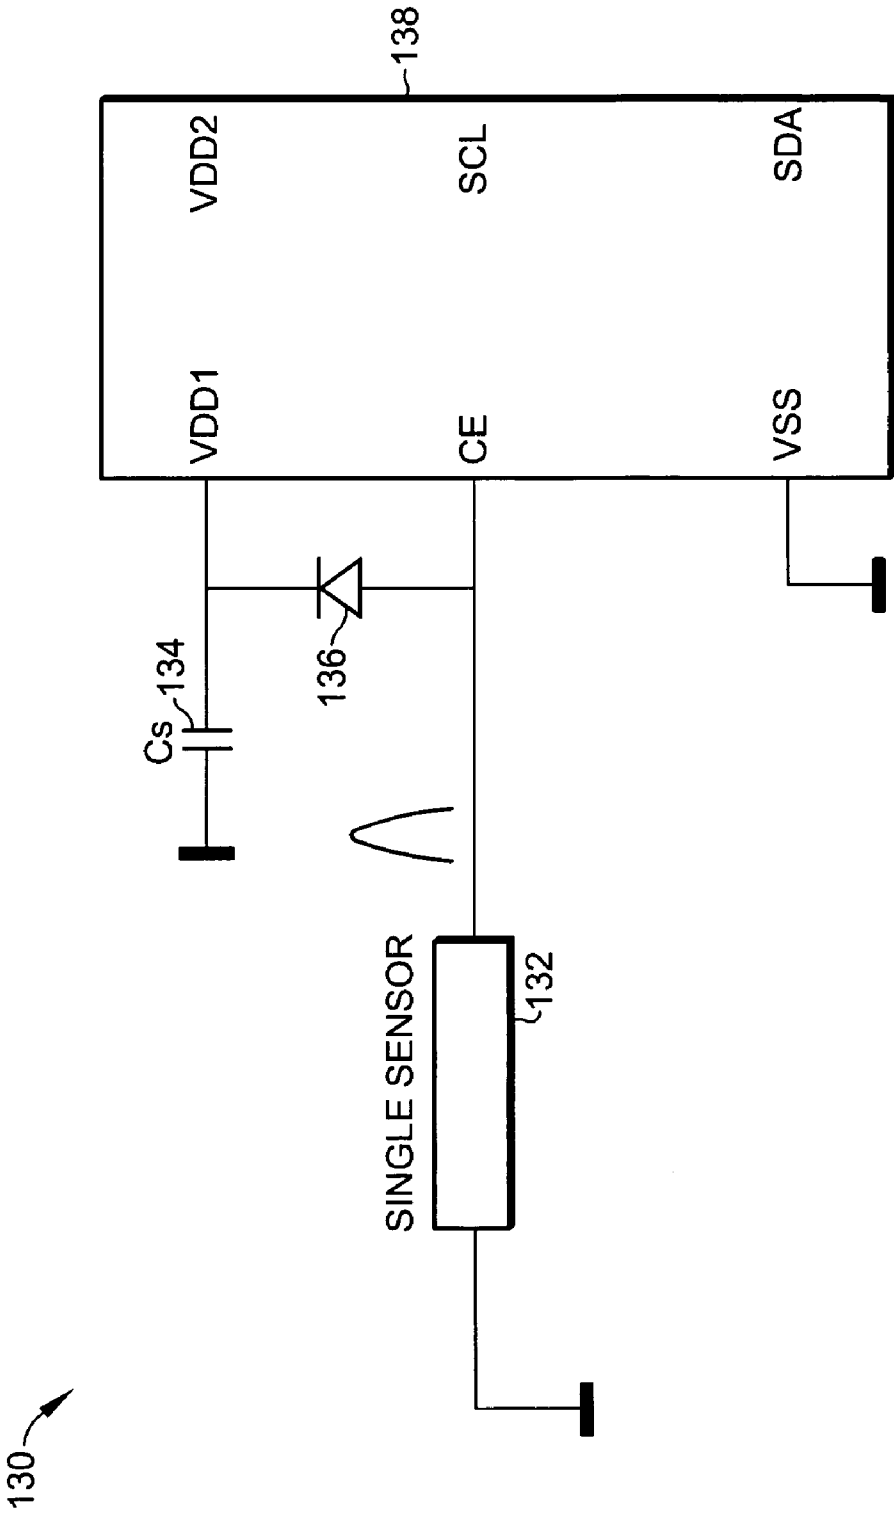 130
SINGLE SENSOR
132
Cs
134
136
VDD1
VDD2
CE
SCL
VSS
SDA
138